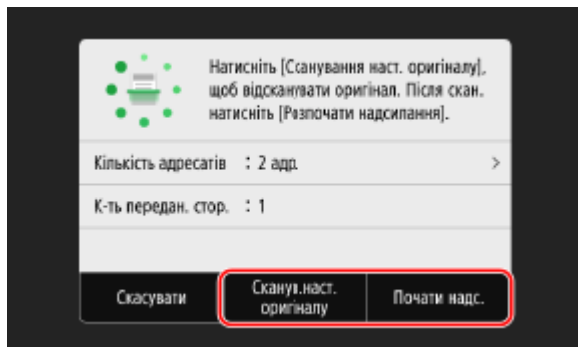 Натисніть [Сканування наст. оригіналу],
щоб відсканувати оригінал. Після скан.
натисніть [Розпочати надсилання].
Кількість адресатів : 2 адр. >
К-ть передан. стор. : 1
Скасувати
Сканув.наст.
оригіналу
Почати надс.